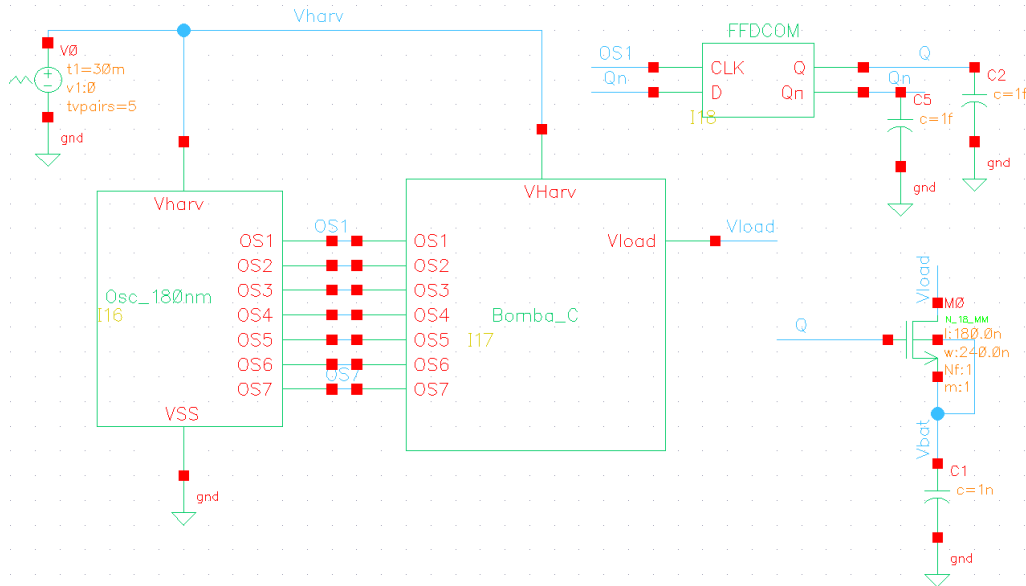 Vharv
VØ
t1=30m
v1:Ø
tvpairs=5
gnd
Vharv
OS1
OS2
OS3
OS4
OS5
OS6
OS7
Osc_180nm
I16
VSS
gnd
OS1
OS7
VHarv
OS1
OS2
OS3
OS4
OS5
OS6
OS7
Vload
Bomba_C
I17
Vload
FFDCOM
OS1
Qn
CLK
D
Q
Qn
I18
Q
Qn
C5
c=1f
gnd
C2
c=1f
gnd
Vload
MØ
N_18_MM
l:180.0n
w:240.0n
Nf:1
m:1
Q
Vbat
C1
c=1n
gnd